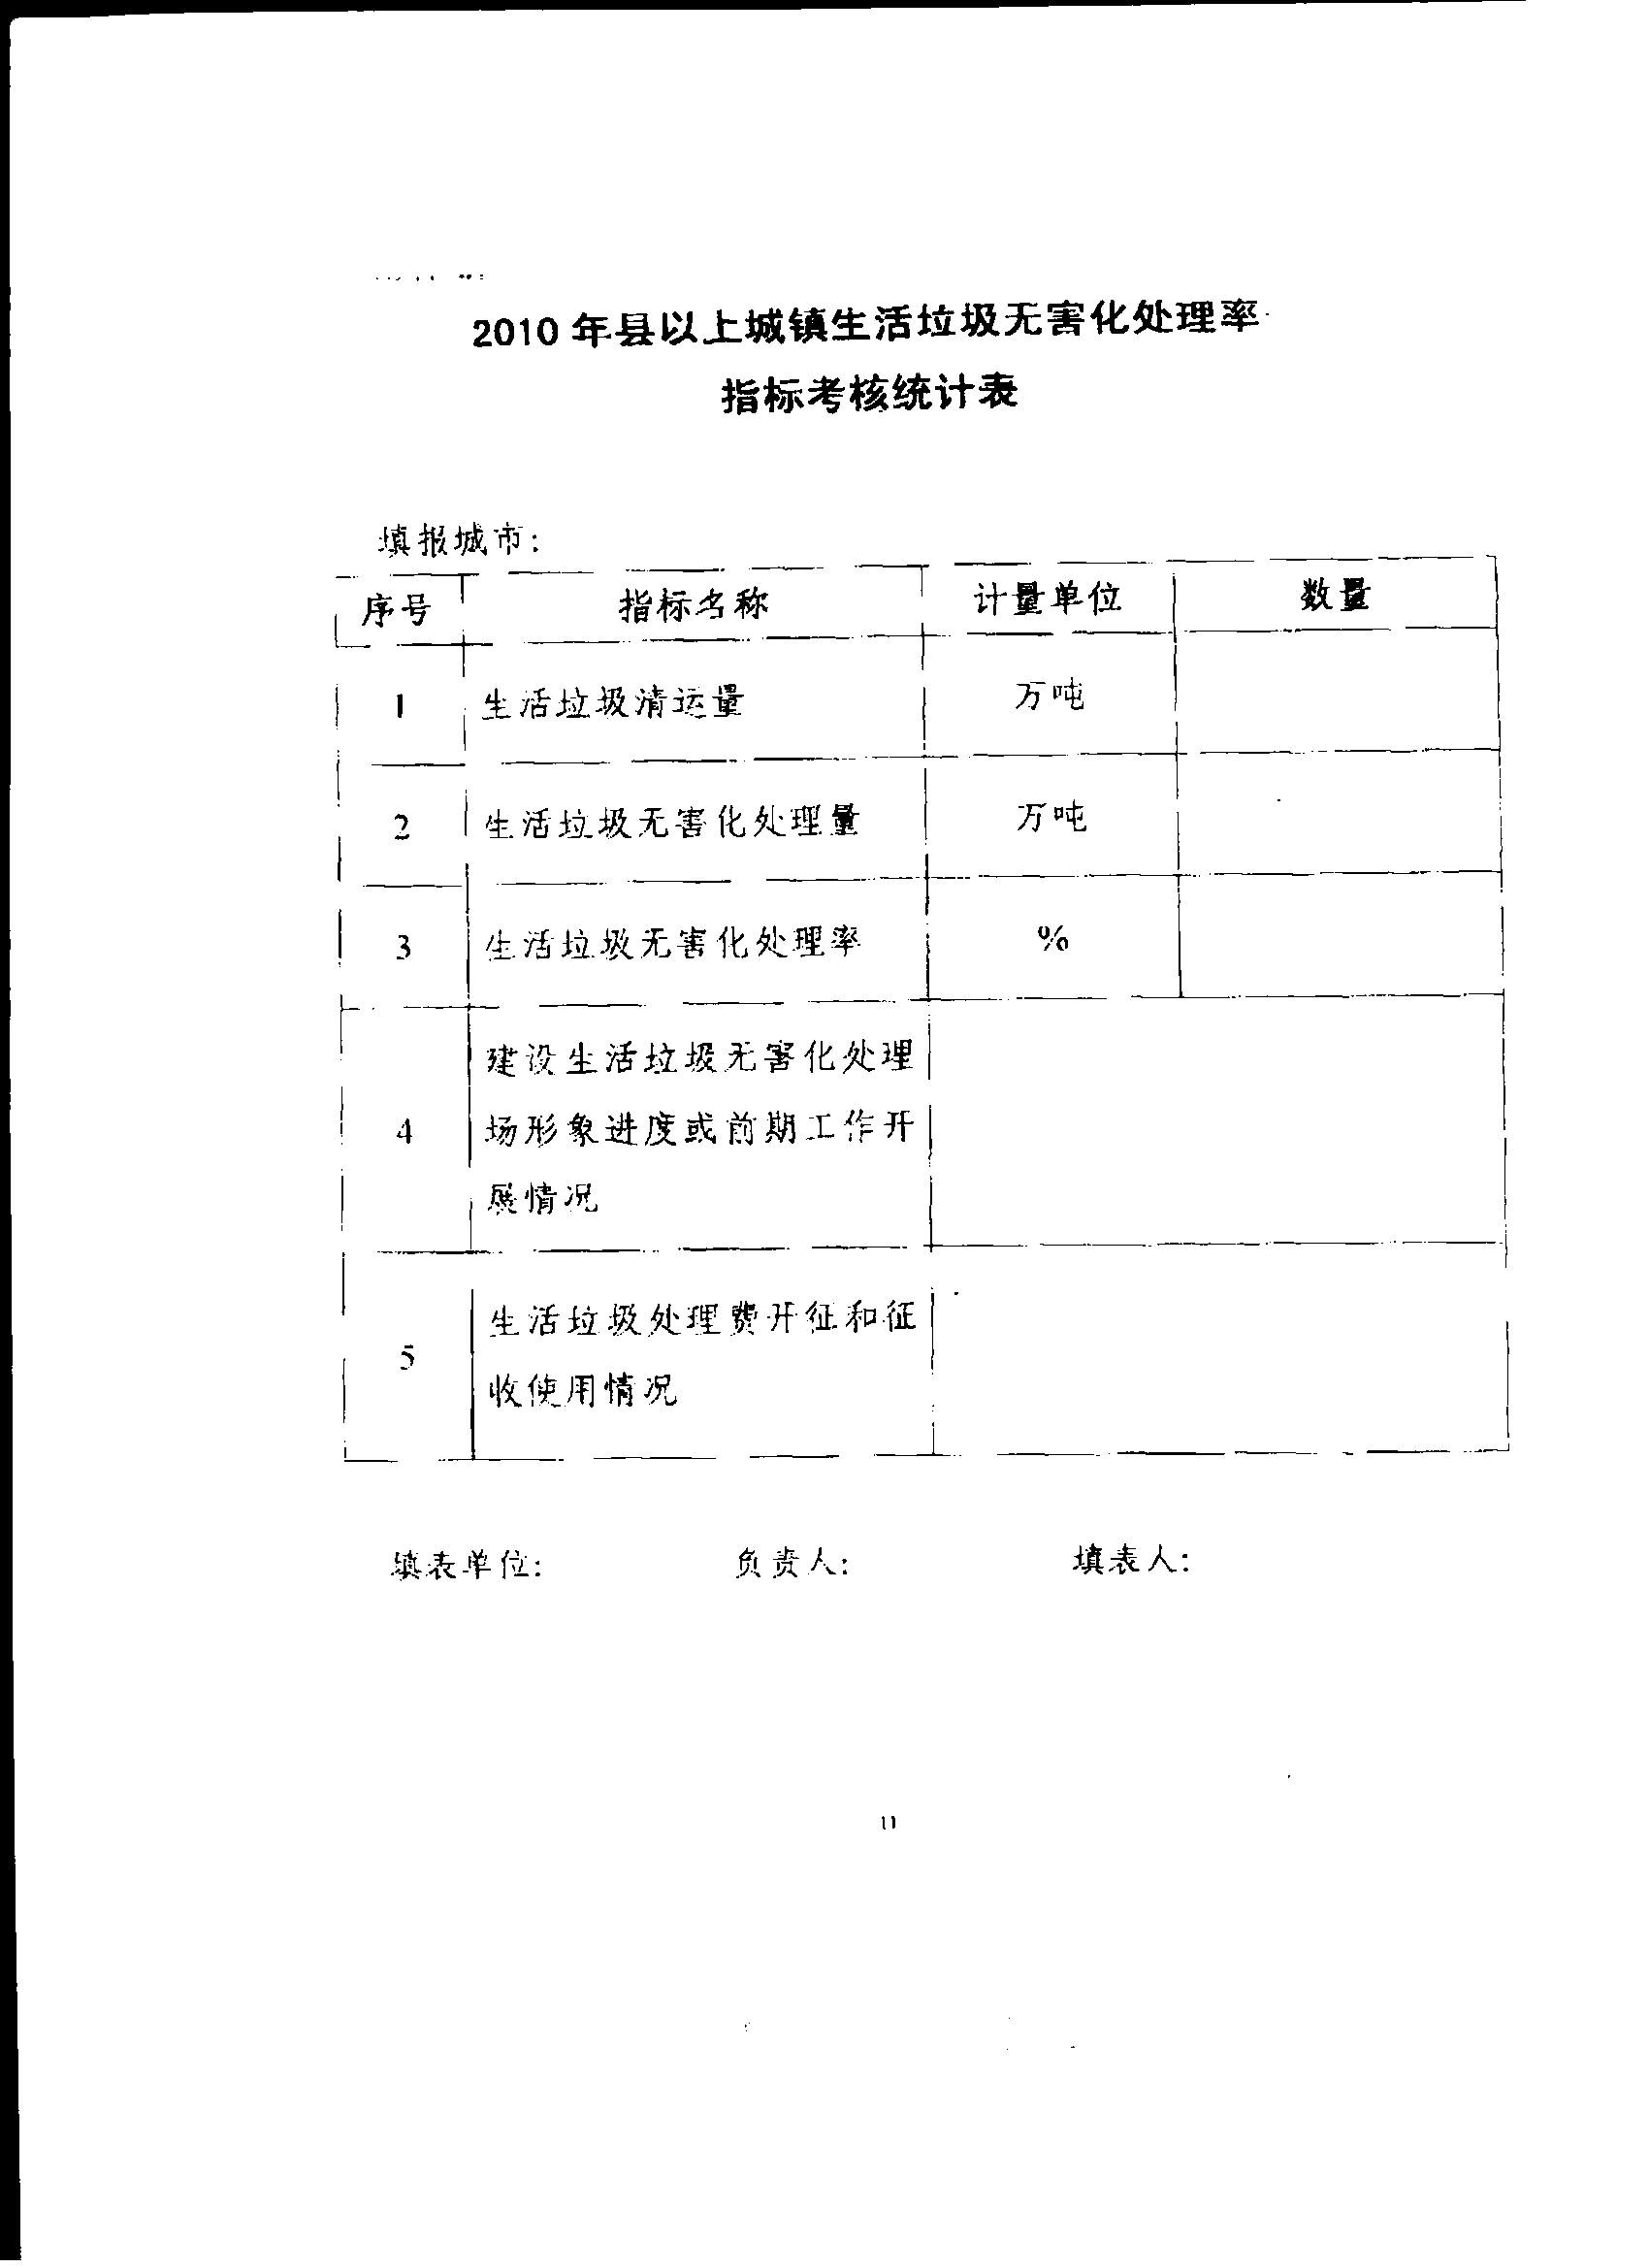 2010年县以上城镇生活垃圾无害化处理率
指标考核统计表
填报城市:
序号 指标名称 计量单位 数量
1 生活垃圾清运量 万吨
2 生活垃圾无害化处理量 万吨
3 生活垃圾无害化处理率 %
建设生活垃圾无害化处理
4 场形象进度或前期工作开
展情况
生活垃圾处理费开征和征
5
收使用情况
填表单位: 负责人: 填表人:
11